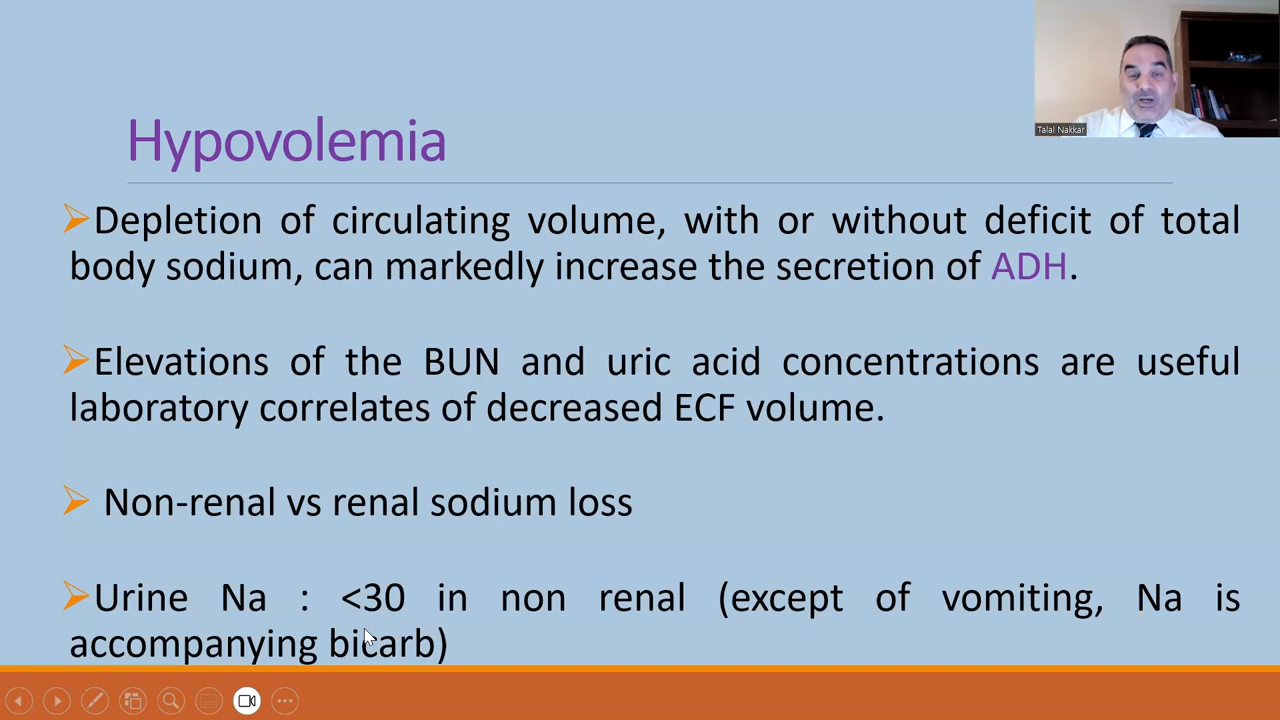 Talal Nakkar
Hypovolemia
Depletion of circulating volume, with or without deficit of total
body sodium, can markedly increase the secretion of ADH.
Elevations of the BUN and uric acid concentrations are useful
laboratory correlates of decreased ECF volume.
Non-renal vs renal sodium loss
Urine Na : <30 in non renal (except of vomiting, Na is
accompanying bicarb)